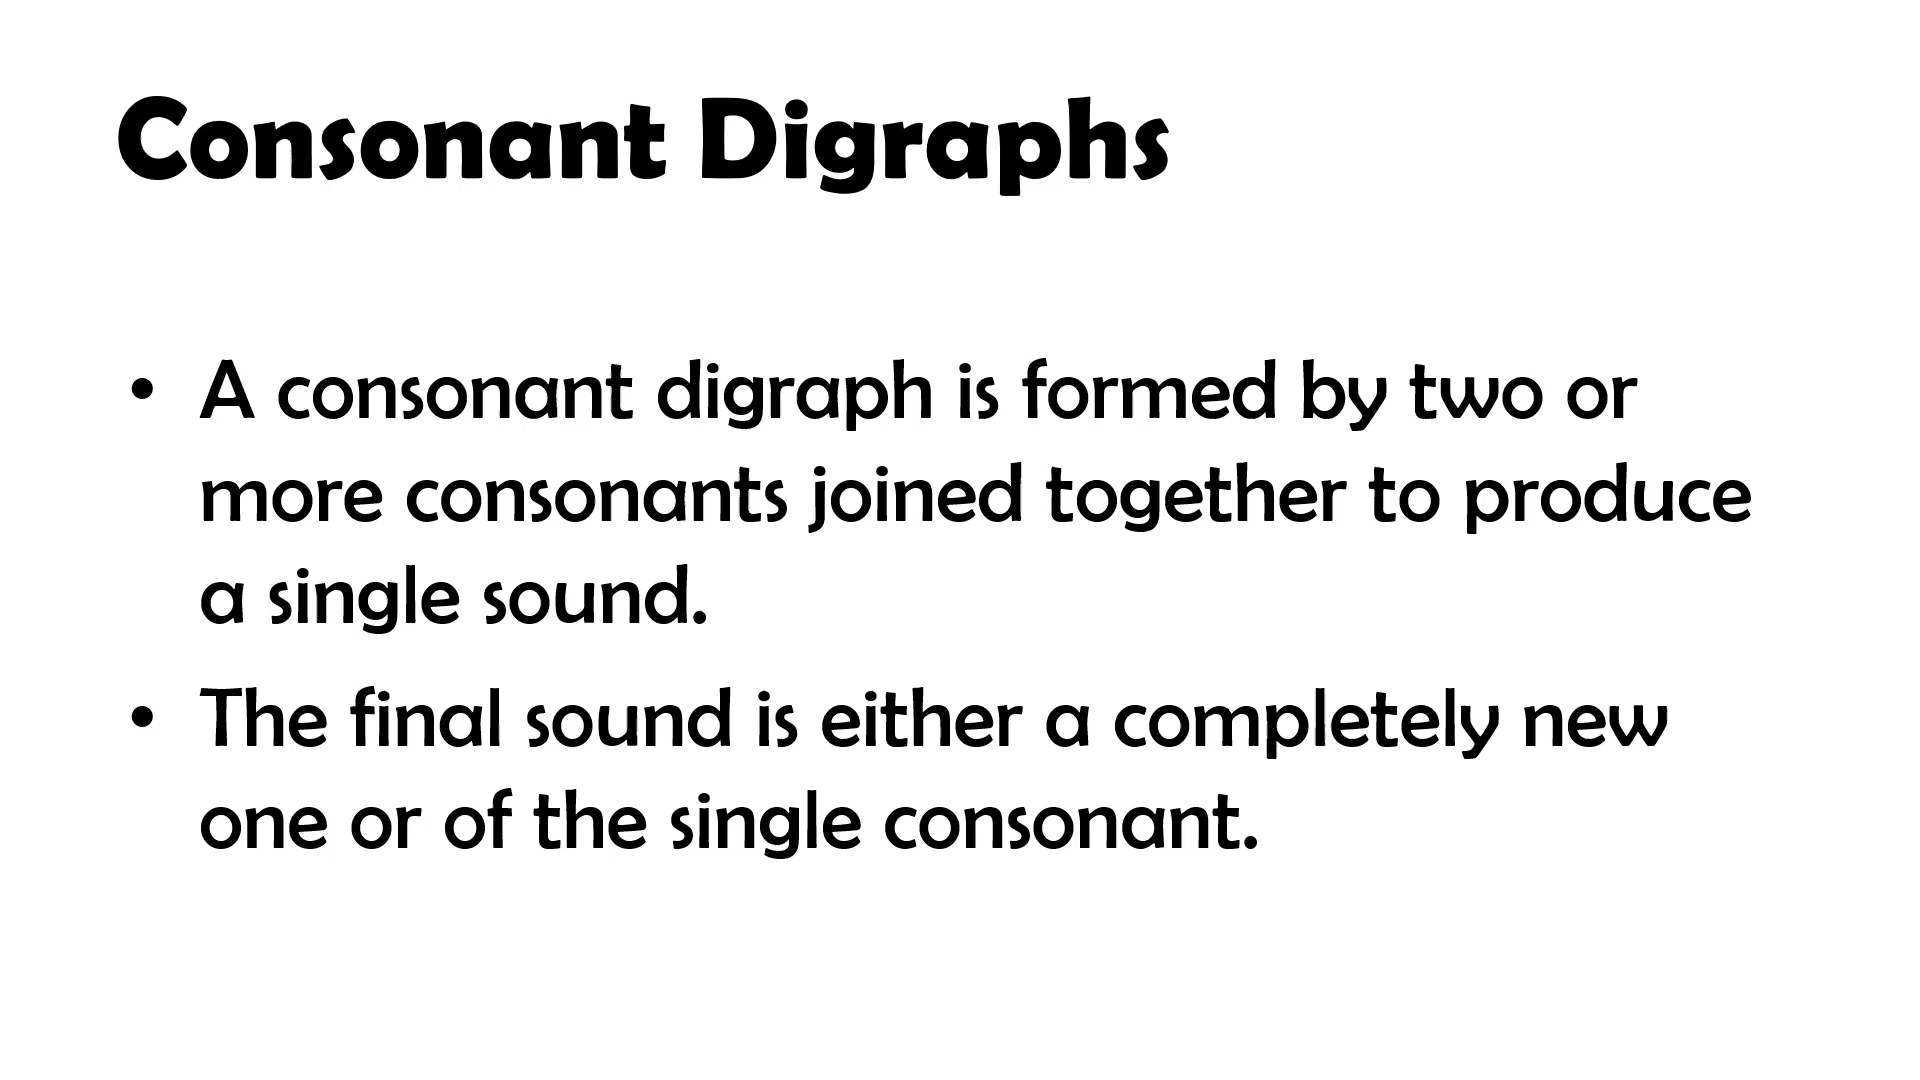 Consonant Digraphs
• A consonant digraph is formed by two or
more consonants joined together to produce
a single sound.
• The final sound is either a completely new
one or of the single consonant.